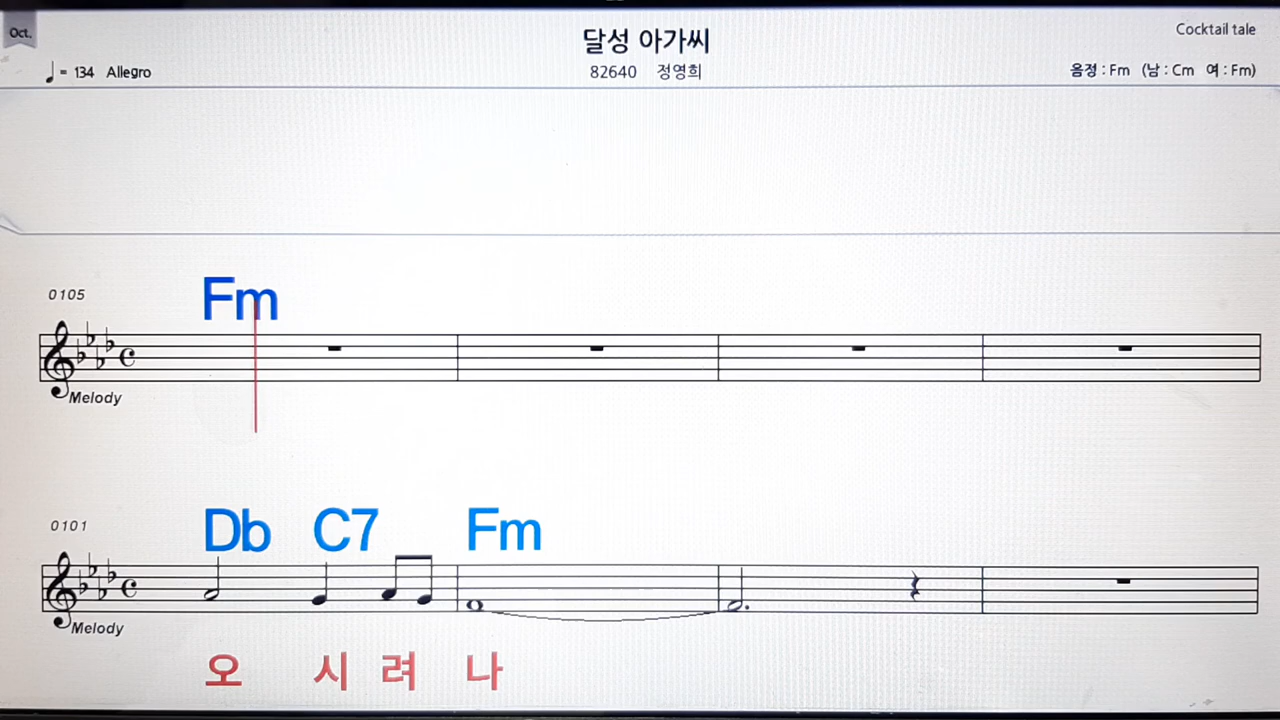 Oct.
달성 아가씨
Cocktail tale
♩ = 134 Allegro
82640 정영희
음정 : Fm (남 : Cm 여 : Fm)
0105
Fm
Melody
0101
Db C7 Fm
Melody
오 시 려 나